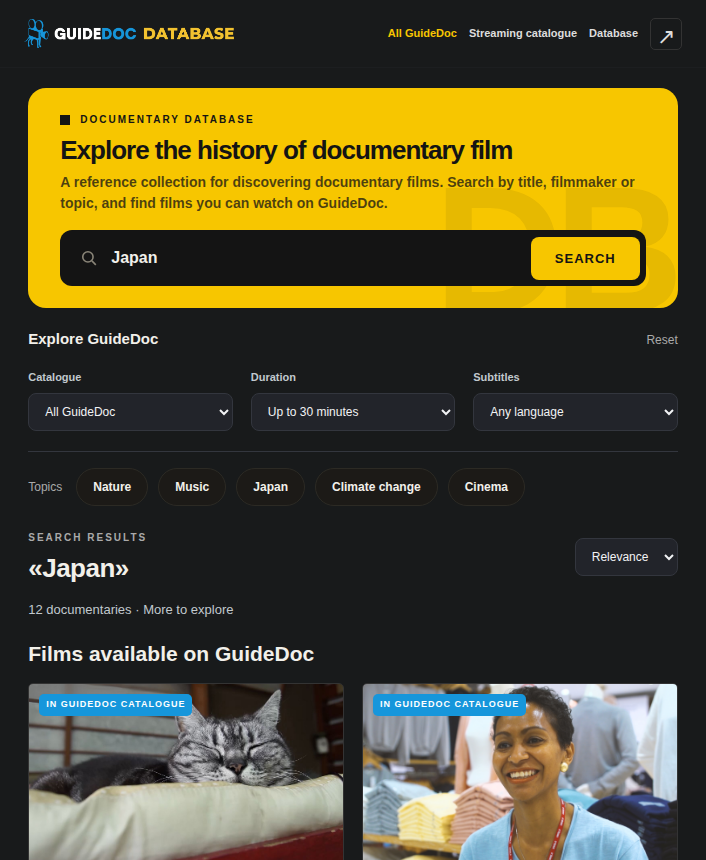 GUIDEDOC DATABASE
All GuideDoc Streaming catalogue Database ↗
DOCUMENTARY DATABASE
Explore the history of documentary film
A reference collection for discovering documentary films. Search by title, filmmaker or
topic, and find films you can watch on GuideDoc.
DB
Japan SEARCH
Explore GuideDoc Reset
Catalogue Duration Subtitles
All GuideDoc Up to 30 minutes Any language
Topics Nature Music Japan Climate change Cinema
SEARCH RESULTS
«Japan» Relevance
12 documentaries · More to explore
Films available on GuideDoc
IN GUIDEDOC CATALOGUE IN GUIDEDOC CATALOGUE